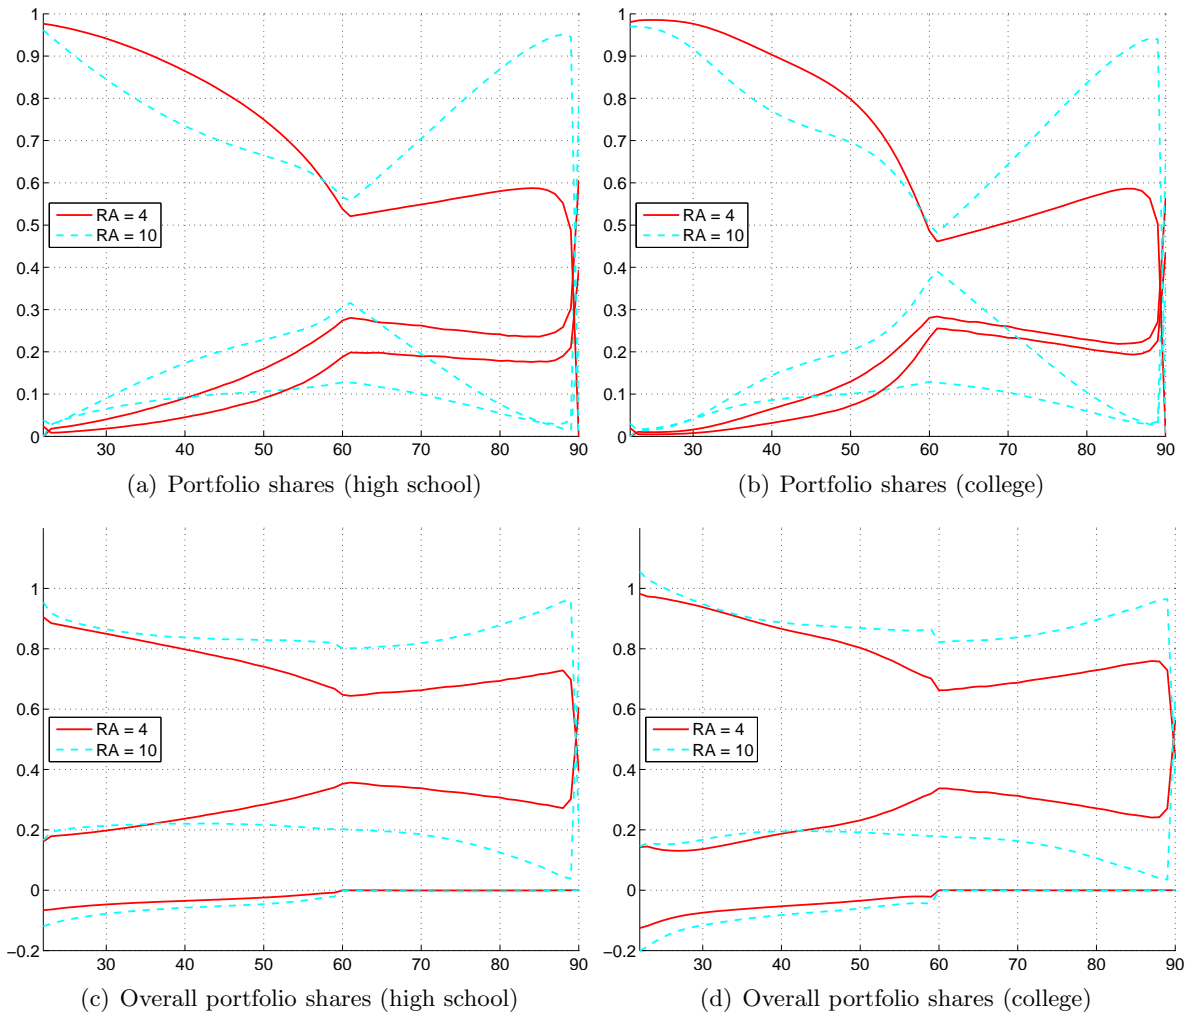 1
0.9
0.8
0.7
0.6
0.5
0.4
0.3
0.2
0.1
0
RA = 4
RA = 10
30 40 50 60 70 80 90
(a) Portfolio shares (high school)
1
0.9
0.8
0.7
0.6
0.5
0.4
0.3
0.2
0.1
0
RA = 4
RA = 10
30 40 50 60 70 80 90
(b) Portfolio shares (college)
1
0.8
0.6
0.4
0.2
0
−0.2
RA = 4
RA = 10
30 40 50 60 70 80 90
(c) Overall portfolio shares (high school)
1
0.8
0.6
0.4
0.2
0
−0.2
RA = 4
RA = 10
30 40 50 60 70 80 90
(d) Overall portfolio shares (college)